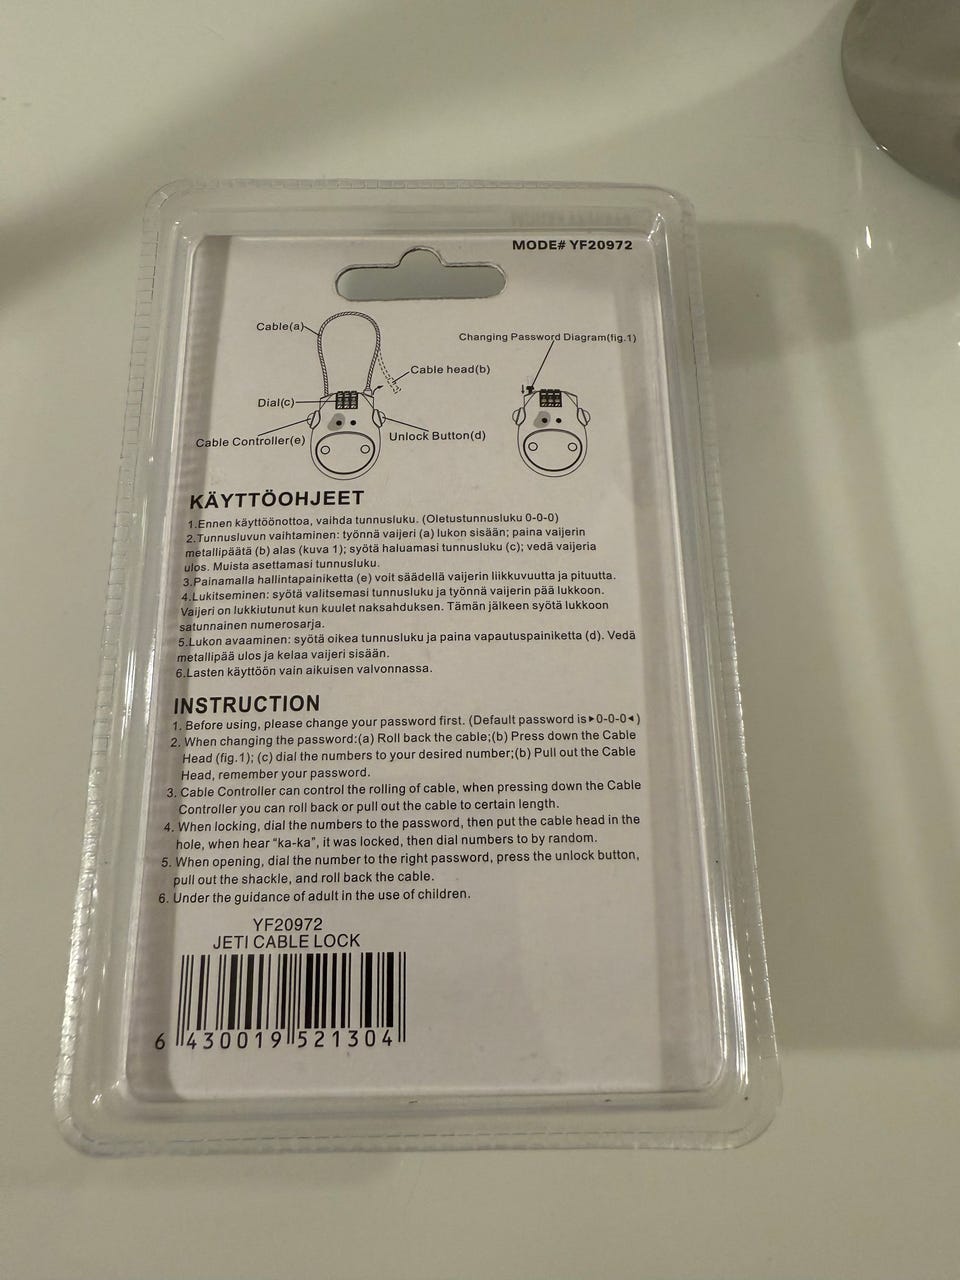 MODE# YF20972
Cable(a)
Changing Password Diagram(fig.1)
Cable head(b)
Dial(c)
Cable Controller(e)
Unlock Button(d)
KÄYTTÖOHJEET
1.Ennen käyttöönottoa, vaihda tunnusluku. (Oletustunnusluku 0-0-0)
2.Tunnusluvun vaihtaminen: työnnä vaijeri (a) lukon sisään; paina vaijerin
metallipäätä (b) alas (kuva 1); syötä haluamasi tunnusluku (c); vedä vaijeria
ulos. Muista asettamasi tunnusluku.
3.Painamalla hallintapainiketta (e) voit säädellä vaijerin liikkuvuutta ja pituutta.
4.Lukitseminen: syötä valitsemasi tunnusluku ja työnnä vaijerin pää lukkoon.
Vaijeri on lukkiutunut kun kuulet naksahduksen. Tämän jälkeen syötä lukkoon
satunnainen numerosarja.
5.Lukon avaaminen: syötä oikea tunnusluku ja paina vapautuspainiketta (d). Vedä
metallipää ulos ja kelaa vaijeri sisään.
6.Lasten käyttöön vain aikuisen valvonnassa.
INSTRUCTION
1. Before using, please change your password first. (Default password is▶0-0-0◀)
2. When changing the password:(a) Roll back the cable;(b) Press down the Cable
Head (fig.1); (c) dial the numbers to your desired number;(b) Pull out the Cable
Head, remember your password.
3. Cable Controller can control the rolling of cable, when pressing down the Cable
Controller you can roll back or pull out the cable to certain length.
4. When locking, dial the numbers to the password, then put the cable head in the
hole, when hear "ka-ka", it was locked, then dial numbers to by random.
5. When opening, dial the number to the right password, press the unlock button,
pull out the shackle, and roll back the cable.
6. Under the guidance of adult in the use of children.
YF20972
JETI CABLE LOCK
6 430019 521304